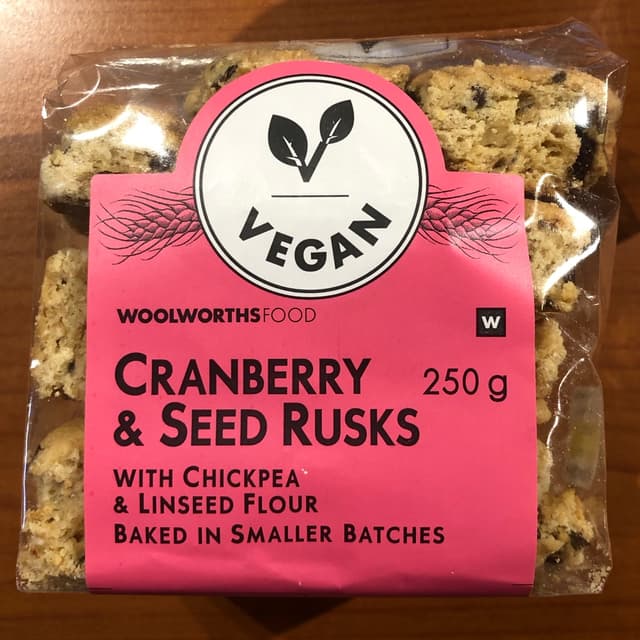 VEGAN
WOOLWORTHSFOOD
W
CRANBERRY 250 g
& SEED RUSKS
WITH CHICKPEA
& LINSEED FLOUR
BAKED IN SMALLER BATCHES